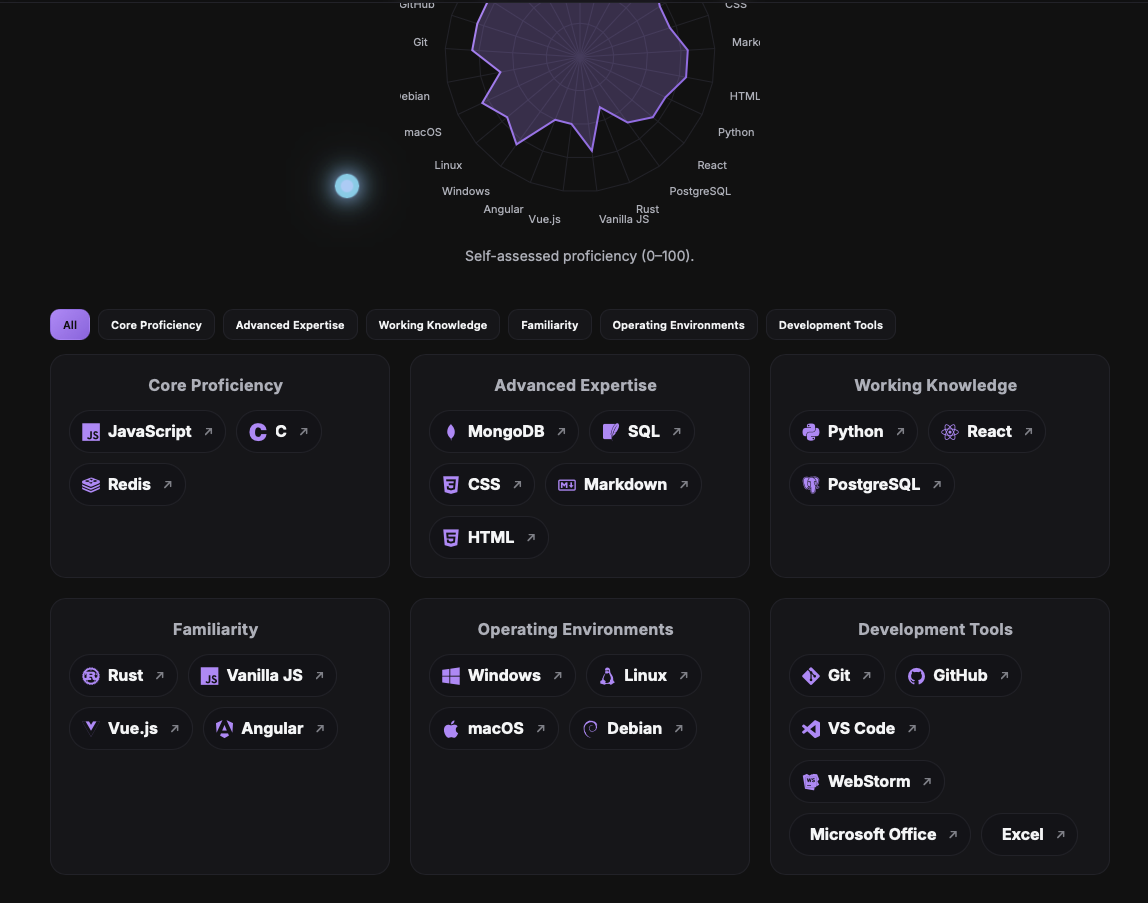 GitHub
CSS
Git
Mark
ebian
HTML
macOS
Python
Linux
React
Windows
PostgreSQL
Angular
Rust
Vue.js
Vanilla JS
Self-assessed proficiency (0–100).
All
Core Proficiency
Advanced Expertise
Working Knowledge
Familiarity
Operating Environments
Development Tools
Core Proficiency
JavaScript
C
Redis
Advanced Expertise
MongoDB
SQL
CSS
Markdown
HTML
Working Knowledge
Python
React
PostgreSQL
Familiarity
Rust
Vanilla JS
Vue.js
Angular
Operating Environments
Windows
Linux
macOS
Debian
Development Tools
Git
GitHub
VS Code
WebStorm
Microsoft Office
Excel